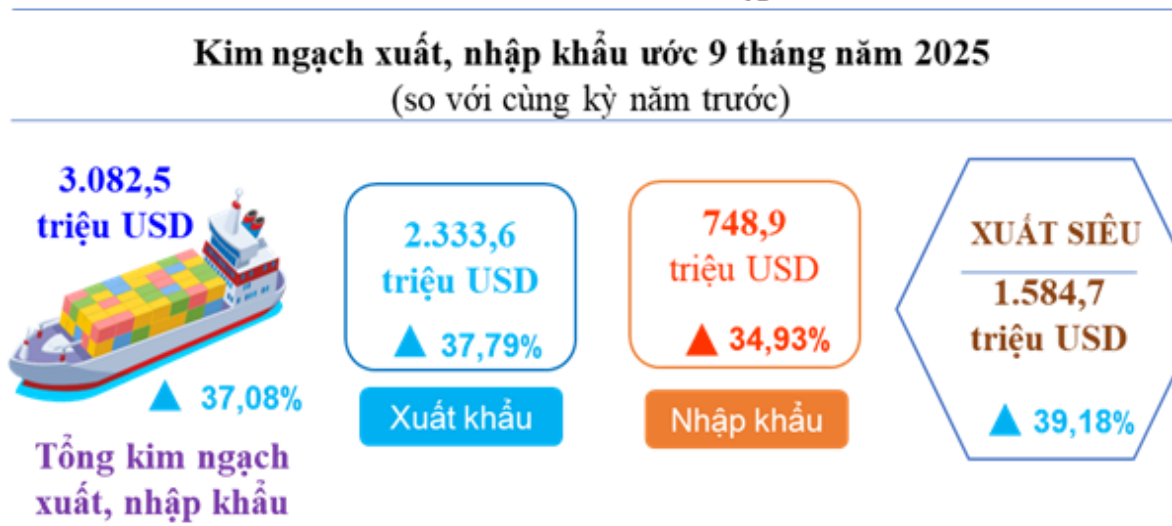 Kim ngạch xuất, nhập khẩu ước 9 tháng năm 2025
(so với cùng kỳ năm trước)
3.082,5
triệu USD
▲ 37,08%
Tổng kim ngạch
xuất, nhập khẩu
2.333,6
triệu USD
▲ 37,79%
Xuất khẩu
748,9
triệu USD
▲ 34,93%
Nhập khẩu
XUẤT SIÊU
1.584,7
triệu USD
▲ 39,18%